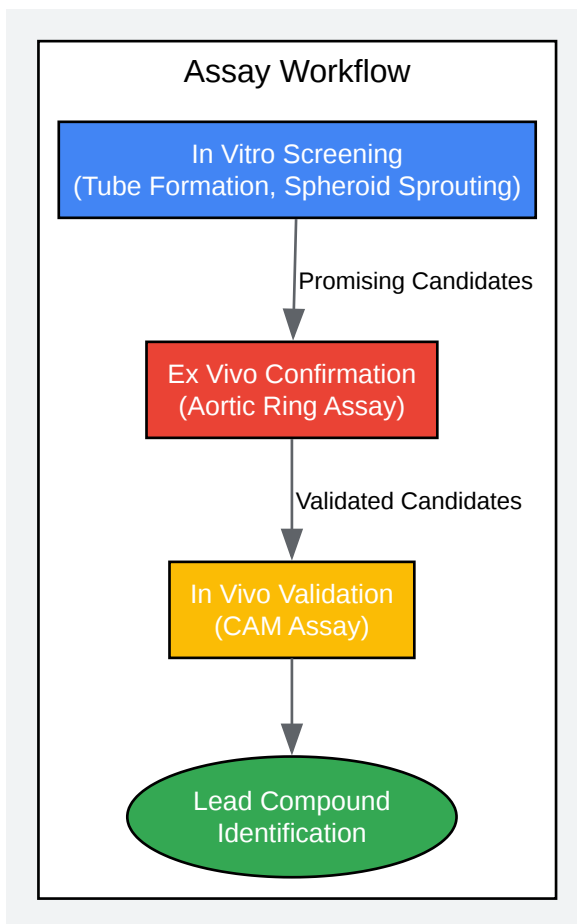 Assay Workflow
In Vitro Screening
(Tube Formation, Spheroid Sprouting)
Promising Candidates
Ex Vivo Confirmation
(Aortic Ring Assay)
Validated Candidates
In Vivo Validation
(CAM Assay)
Lead Compound
Identification